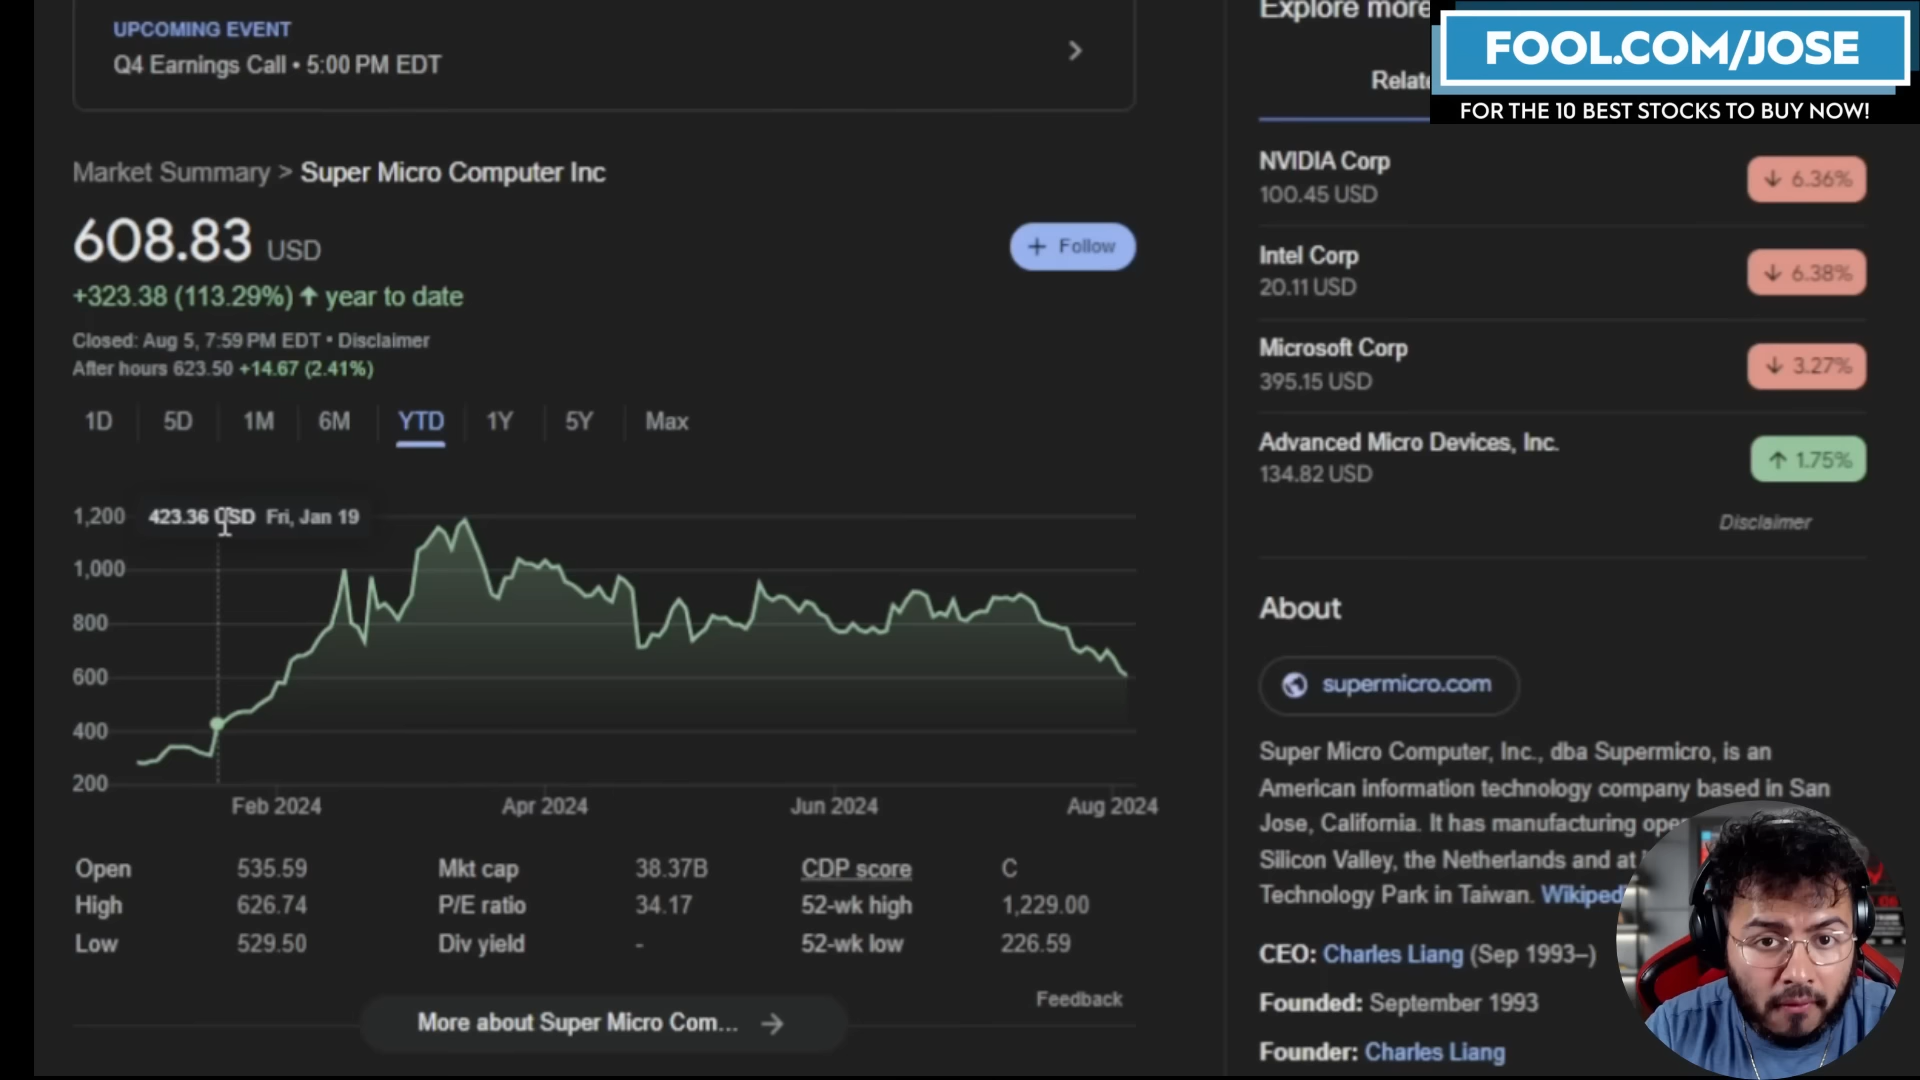 UPCOMING EVENT
Q4 Earnings Call • 5:00 PM EDT
Market Summary > Super Micro Computer Inc
608.83 USD
+ Follow
+323.38 (113.29%) ↑ year to date
Closed: Aug 5, 7:59 PM EDT • Disclaimer
After hours 623.50 +14.67 (2.41%)
1D 5D 1M 6M YTD 1Y 5Y Max
423.36 USD Fri, Jan 19
1,200
1,000
800
600
400
200
Feb 2024 Apr 2024 Jun 2024 Aug 2024
Open 535.59 Mkt cap 38.37B CDP score C
High 626.74 P/E ratio 34.17 52-wk high 1,229.00
Low 529.50 Div yield - 52-wk low 226.59
Feedback
More about Super Micro Com... →
Explore more
FOOL.COM/JOSE
FOR THE 10 BEST STOCKS TO BUY NOW!
Relate
NVIDIA Corp
100.45 USD
↓ 6.36%
Intel Corp
20.11 USD
↓ 6.38%
Microsoft Corp
395.15 USD
↓ 3.27%
Advanced Micro Devices, Inc.
134.82 USD
↑ 1.75%
Disclaimer
About
supermicro.com
Super Micro Computer, Inc., dba Supermicro, is an
American information technology company based in San
Jose, California. It has manufacturing ope
Silicon Valley, the Netherlands and at
Technology Park in Taiwan. Wikiped
CEO: Charles Liang (Sep 1993–)
Founded: September 1993
Founder: Charles Liang